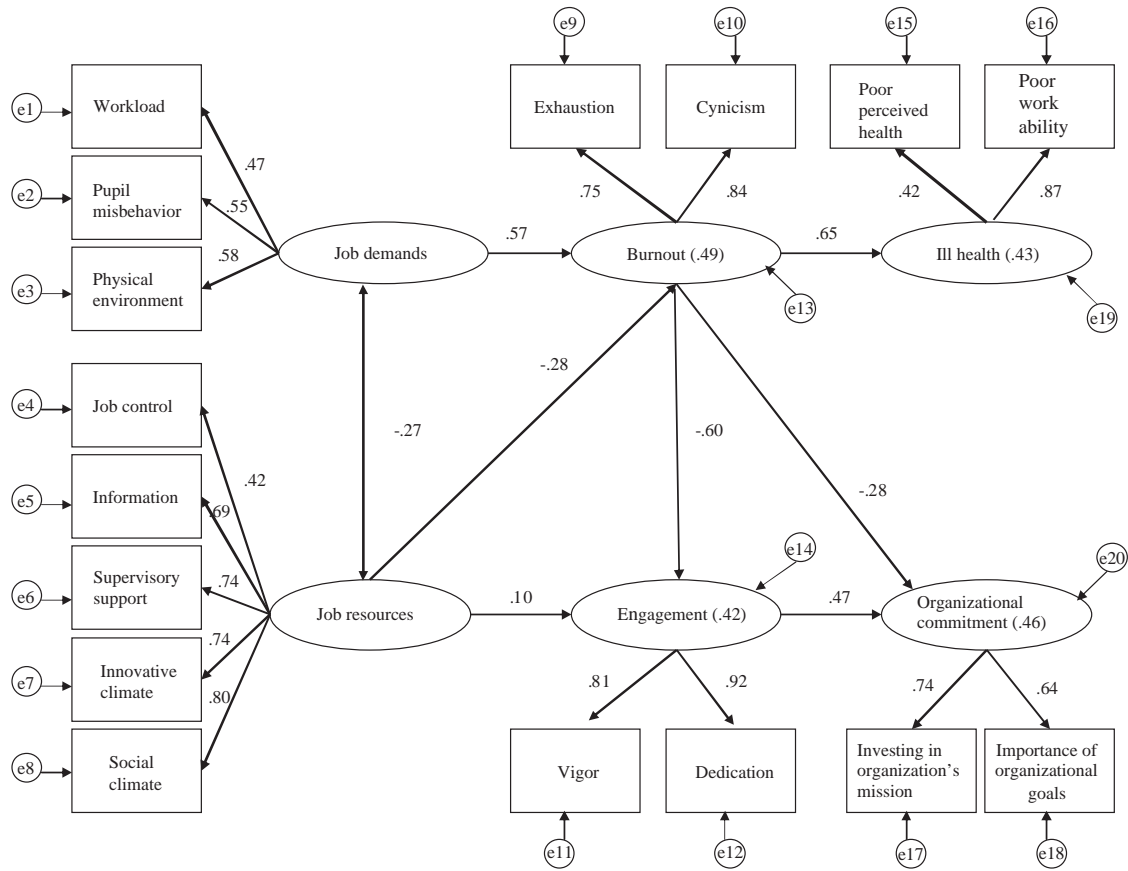 e9
e10
e15
e16
e1
Workload
Exhaustion
Cynicism
Poor
perceived
health
Poor
work
ability
.47
e2
Pupil
misbehavior
.55
.75
.84
.42
.87
.58
.57
.65
Job demands
Burnout (.49)
Ill health (.43)
e3
Physical
environment
e13
e19
e4
Job control
-.28
-.27
-.60
.42
e5
Information
.69
-.28
e14
e20
e6
Supervisory
support
.74
Job resources
.10
Engagement (.42)
.47
Organizational
commitment (.46)
.74
e7
Innovative
climate
.80
.81
.92
.74
.64
e8
Social
climate
Vigor
Dedication
Investing in
organization's
mission
Importance of
organizational
goals
e11
e12
e17
e18